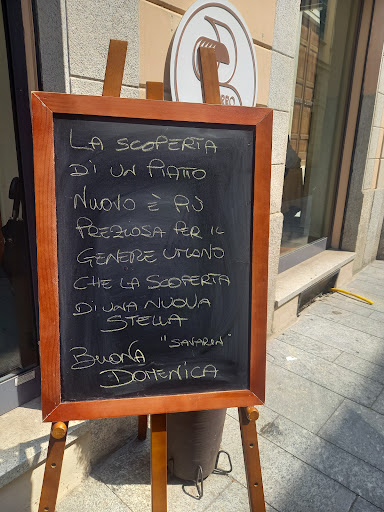 LA SCOPERTA
DI UN PIATTO
NUOVO È PIÙ
PREZIOSA PER IL
GENERE UMANO
CHE LA SCOPERTA
DI UNA NUOVA
STELLA
"SAVARIN"
BUONA
DOMENICA